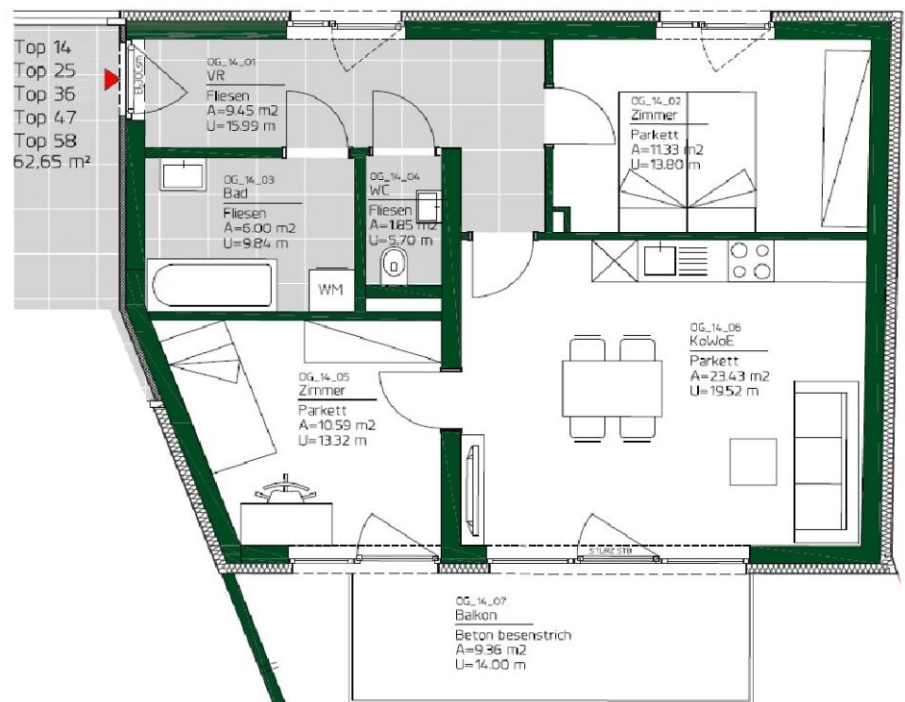 Top 14
Top 25
Top 36
Top 47
Top 58
62,65 m²
OG_14_01
VR
Fliesen
A=9.45 m2
U=15.99 m
OG_14_02
Zimmer
Parkett
A=11.33 m2
U=13.80 m
OG_14_03
Bad
Fliesen
A=6.00 m2
U=9.84 m
OG_14_04
WC
Fliesen
A=1.85 m2
U=5.70 m
WM
OG_14_05
Zimmer
Parkett
A=10.59 m2
U=13.32 m
OG_14_06
KoWoE
Parkett
A=23.43 m2
U=19.52 m
STURZ STB
OG_14_07
Balkon
Beton besenstrich
A=9.36 m2
U=14.00 m